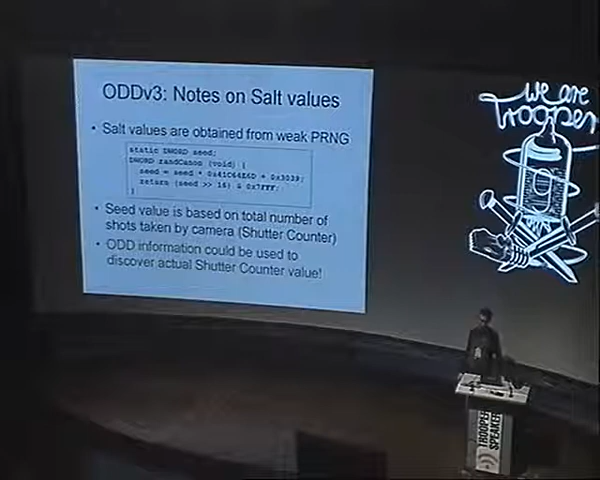 ODDv3: Notes on Salt values
• Salt values are obtained from weak PRNG
static DWORD seed;
DWORD randCanon (void) {
seed = seed * 0x41C64E6D + 0x3039;
return (seed >> 16) & 0x7FFF;
}
• Seed value is based on total number of
shots taken by camera (Shutter Counter)
• ODD information could be used to
discover actual Shutter Counter value!
we are
Troopers
TROOPERS
SPEAKER